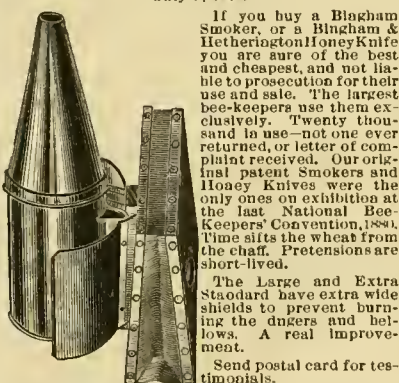 If you buy a Bingham
Smoker, or a Bingham &
Hetherington Honey Knife
you are sure of the best
and cheapest, and not lia-
ble to prosecution for their
use and sale. The largest
bee-keepers use them ex-
clusively. Twenty thou-
sand in use—not one ever
returned, or letter of com-
plaint received. Our orig-
inal patent Smokers and
Honey Knives were the
only ones on exhibition at
the last National Bee-
Keepers' Convention, 1880.
Time sifts the wheat from
the chaff. Pretensions are
short-lived.
The Large and Extra
Standard have extra wide
shields to prevent burn-
ing the fingers and bel-
lows. A real improve-
ment.
Send postal card for tes-
timonials.